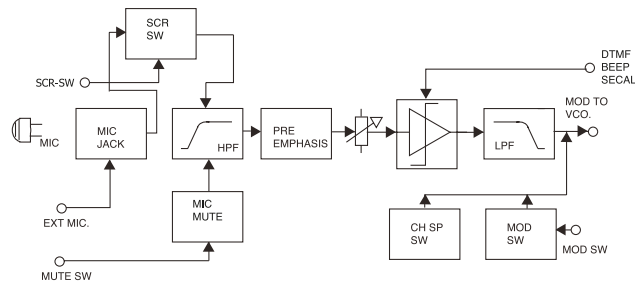 SCR
SW
SCR-SW
MIC
MIC
JACK
EXT MIC.
MUTE SW
HPF
MIC
MUTE
PRE
EMPHASIS
DTMF
BEEP
SECAL
MOD TO
VCO.
LPF
CH SP
SW
MOD
SW
MOD SW